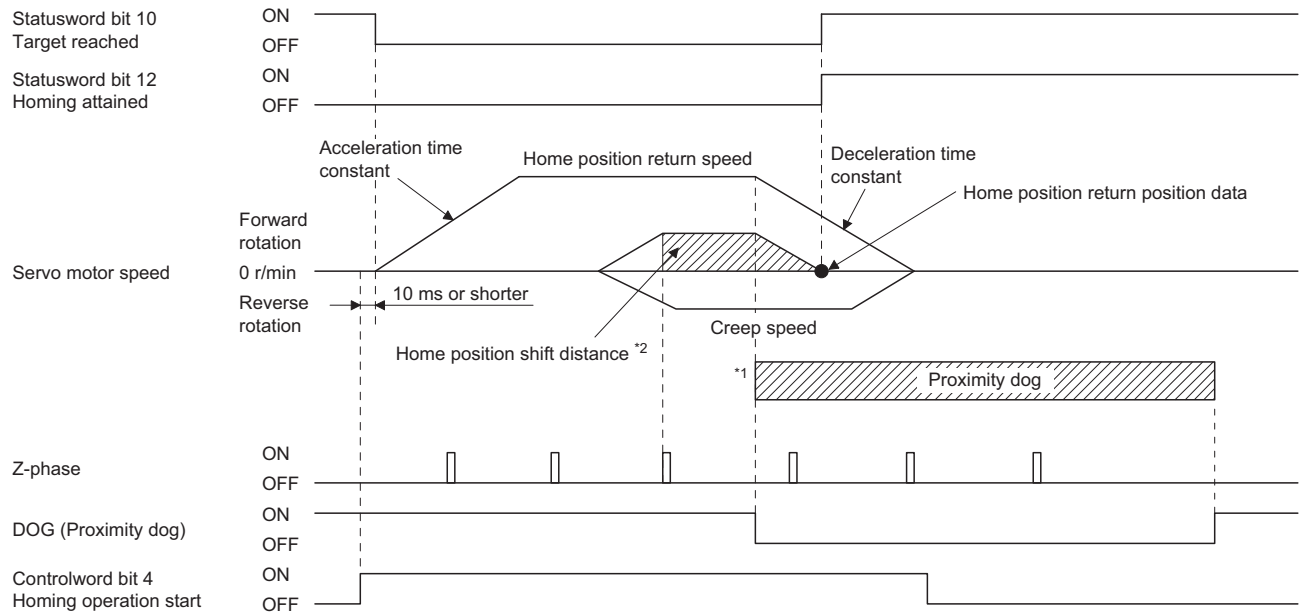 Statusword bit 10
Target reached
ON
OFF
Statusword bit 12
Homing attained
ON
OFF
Acceleration time
constant
Home position return speed
Deceleration time
constant
Home position return position data
Forward
rotation
Servo motor speed
0 r/min
Reverse
rotation
10 ms or shorter
Creep speed
Home position shift distance *2
*1
Proximity dog
Z-phase
ON
OFF
DOG (Proximity dog)
ON
OFF
Controlword bit 4
Homing operation start
ON
OFF